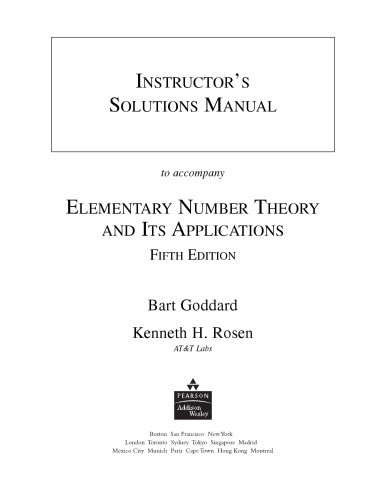 INSTRUCTOR'S
SOLUTIONS MANUAL
to accompany
ELEMENTARY NUMBER THEORY
AND ITS APPLICATIONS
FIFTH EDITION
Bart Goddard
Kenneth H. Rosen
AT&T Labs
PEARSON
Addison
Wesley
Boston San Francisco New York
London Toronto Sydney Tokyo Singapore Madrid
Mexico City Munich Paris Cape Town Hong Kong Montreal